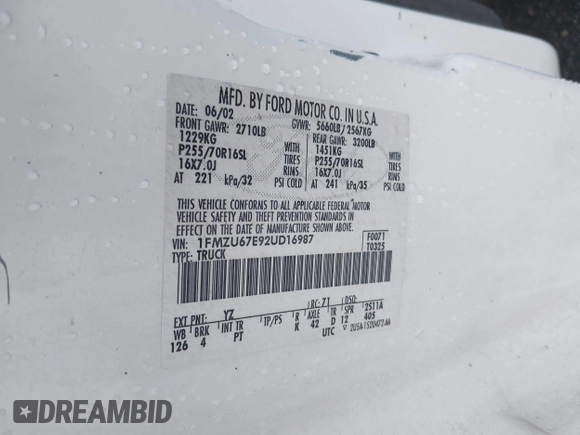 MFD. BY FORD MOTOR CO. IN U.S.A.
DATE: 06/02 GVWR: 5660LB / 2567KG
FRONT GAWR: 2710LB REAR GAWR: 3200LB
1229KG WITH 1451KG WITH
P255/70R16SL TIRES P255/70R16SL TIRES
16X7.0J RIMS 16X7.0J RIMS
AT 221 kPa/32 PSI COLD AT 241 kPa/35 PSI COLD
THIS VEHICLE CONFORMS TO ALL APPLICABLE FEDERAL MOTOR
VEHICLE SAFETY AND THEFT PREVENTION STANDARDS IN
EFFECT ON THE DATE OF MANUFACTURE SHOWN ABOVE.
VIN: 1FMZU67E92UD16987 F0071
TYPE: TRUCK T0325
EXT PNT: YZ RC: Z1 DSO:
WB BRK INT TR TP/PS R AXLE TR SPR 2511A
126 4 PT K 42 D 12 405
UTC
DREAMBID